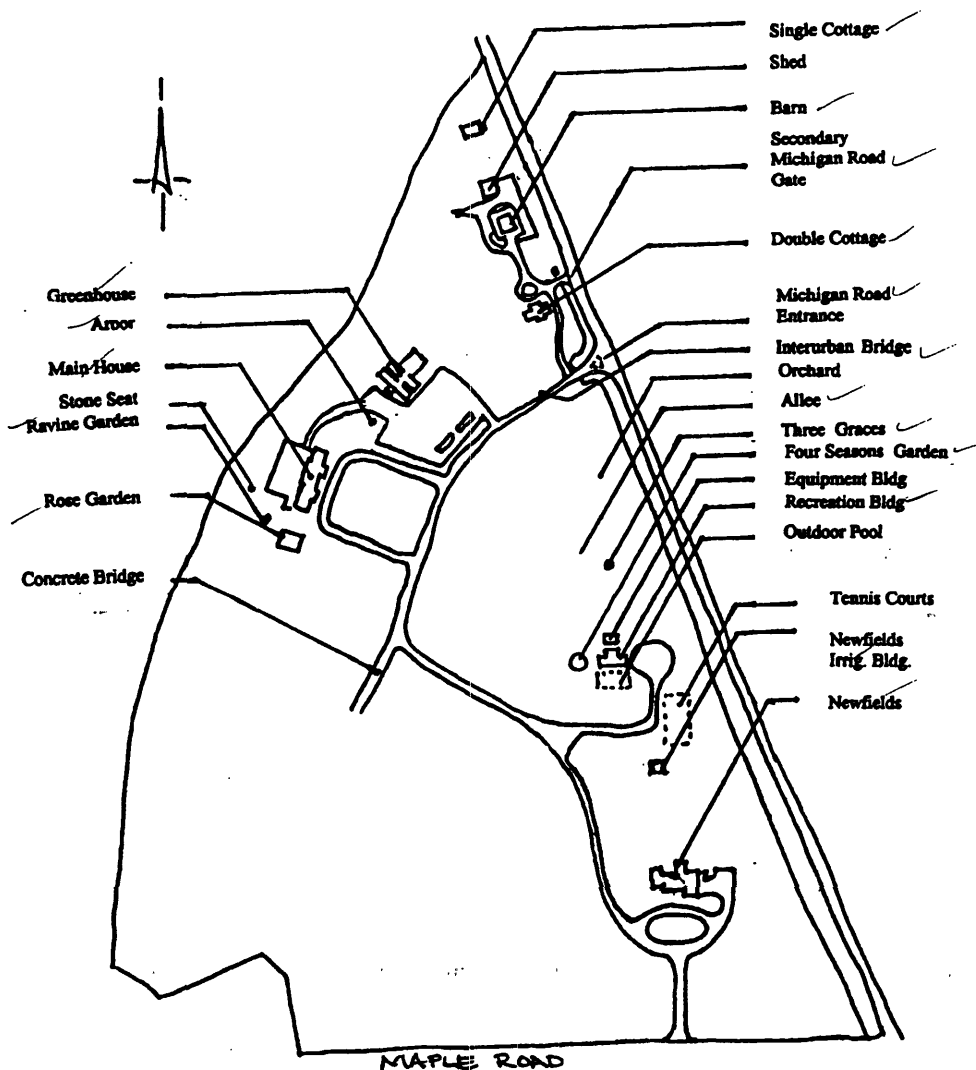 Single Cottage
Shed
Barn
Secondary
Michigan Road
Gate
Double Cottage
Michigan Road
Entrance
Interurban Bridge
Orchard
Allee
Three Graces
Four Seasons Garden
Equipment Bldg
Recreation Bldg
Outdoor Pool
Tennis Courts
Newfields
Irrig. Bldg.
Newfields
Greenhouse
Arbor
Main House
Stone Seat
Ravine Garden
Rose Garden
Concrete Bridge
MAPLE ROAD